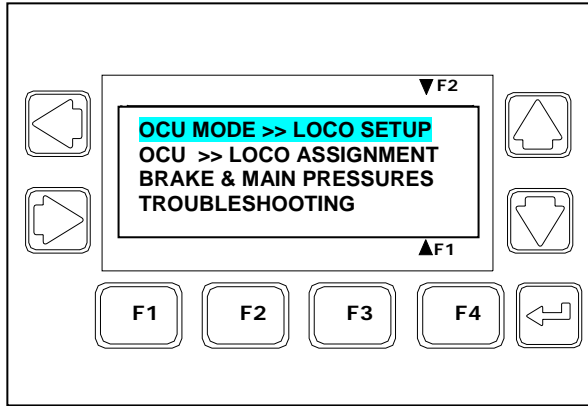 ▼F2
OCU MODE >> LOCO SETUP
OCU >> LOCO ASSIGNMENT
BRAKE & MAIN PRESSURES
TROUBLESHOOTING
▲F1
F1 F2 F3 F4